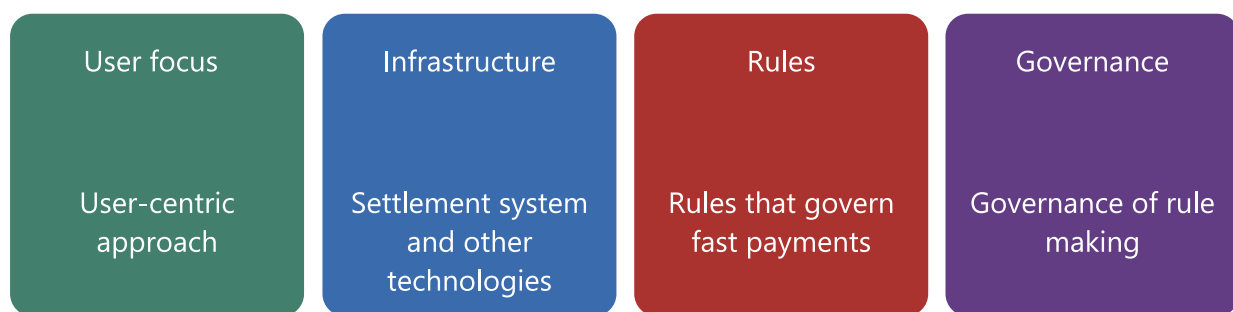 User focus
User-centric
approach
Infrastructure
Settlement system
and other
technologies
Rules
Rules that govern
fast payments
Governance
Governance of rule
making